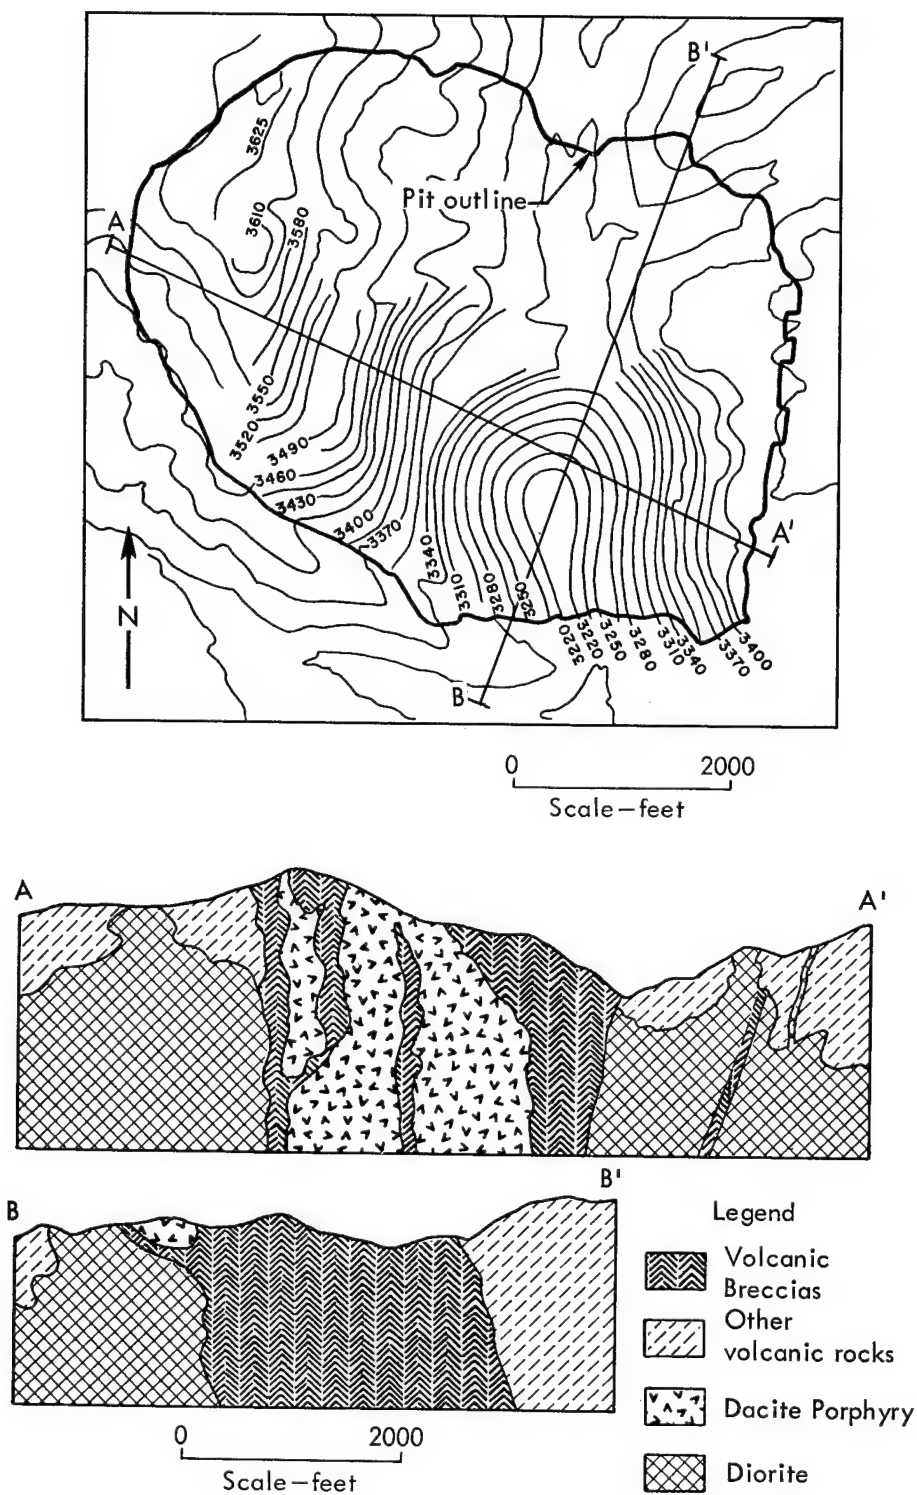 B'
3625
Pit outline
3610
3580
A
3550
3520
3490
3460
3430
3400
3370
3340
3310
3280
3250
A'
N
3220
3220
3250
3280
3310
3340
3370
3400
B
0 2000
Scale—feet
A A'
B B'
Legend
Volcanic
Breccias
Other
volcanic rocks
Dacite Porphyry
Diorite
0 2000
Scale—feet